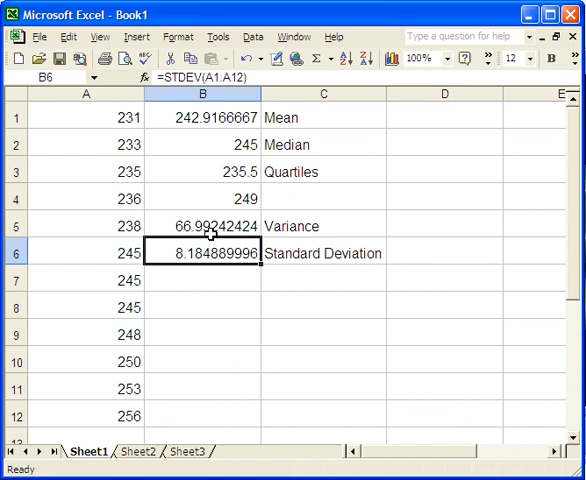 Microsoft Excel - Book1
File Edit View Insert Format Tools Data Window Help Type a question for help
100% 12 B
B6 fx =STDEV(A1:A12)
A B C D E
1 231 242.9166667 Mean
2 233 245 Median
3 235 235.5 Quartiles
4 236 249
5 238 66.99242424 Variance
6 245 8.184889996 Standard Deviation
7 245
8 245
9 248
10 250
11 253
12 256
13
Sheet1 Sheet2 Sheet3
Ready